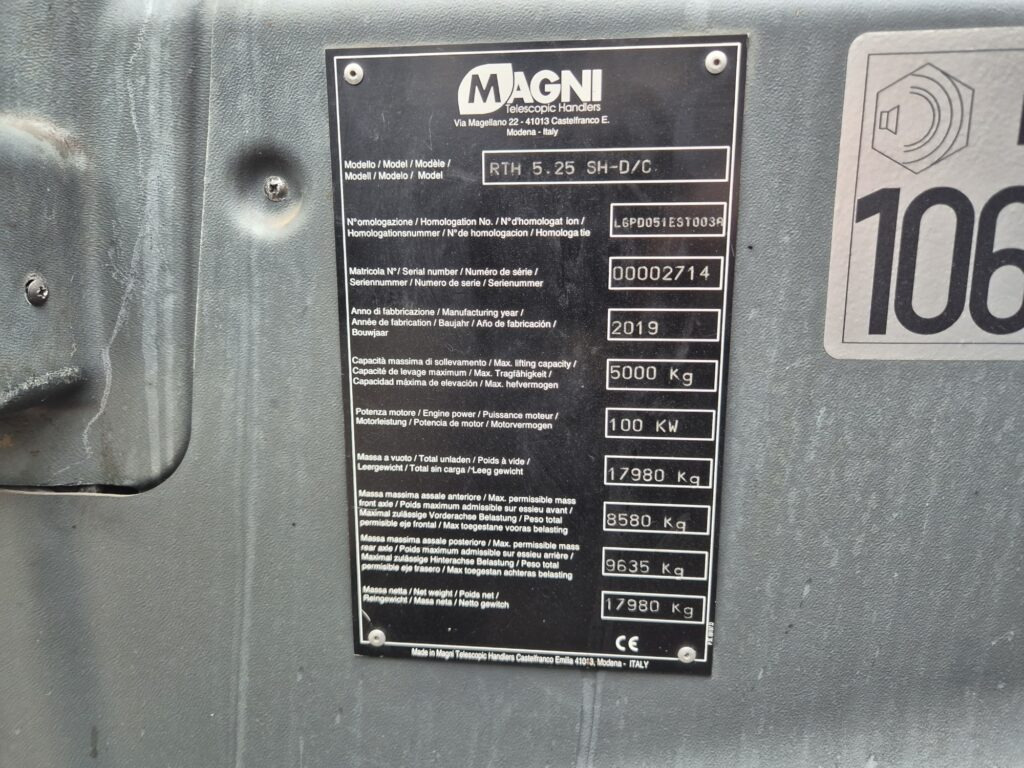 MAGNI
Telescopic Handlers
Via Magellano 22 - 41013 Castelfranco E.
Modena - Italy
Modello / Model / Modèle /
Modell / Modelo / Model
RTH 5.25 SH-D/C
N°omologazione / Homologation No. / N°d'homologat ion /
Homologationsnummer / N°de homologacion / Homologa tie
LGPD051EST003A
Matricola N°/ Serial number / Numéro de série /
Seriennummer / Numero de serie / Serienummer
00002714
Anno di fabbricazione / Manufacturing year /
Année de fabrication / Baujahr / Año de fabricación /
Bouwjaar
2019
Capacità massima di sollevamento / Max. lifting capacity /
Capacité de levage maximum / Max. Tragfähigkeit /
Capacidad máxima de elevación / Max. hefvermogen
5000 Kg
Potenza motore / Engine power / Puissance moteur /
Motorleistung / Potencia de motor / Motorvermogen
100 KW
Massa a vuoto / Total unladen / Poids à vide /
Leergewicht / Total sin carga / Leeg gewicht
17980 Kg
Massa massima assale anteriore / Max. permissible mass
front axle / Poids maximum admissible sur essieu avant /
Maximal zulässige Vorderachse Belastung / Peso total
permisible eje frontal / Max toegestane vooras belasting
8580 Kg
Massa massima assale posteriore / Max. permissible mass
rear axle / Poids maximum admissible sur essieu arrière /
Maximal zulässige Hinterachse Belastung / Peso total
permisible eje trasero / Max toegestan achteras belasting
9635 Kg
Massa netta / Net weight / Poids net /
Reingewicht / Masa neta / Netto gewitch
17980 Kg
CE
Made in Magni Telescopic Handlers Castelfranco Emilia 41013, Modena - ITALY
106